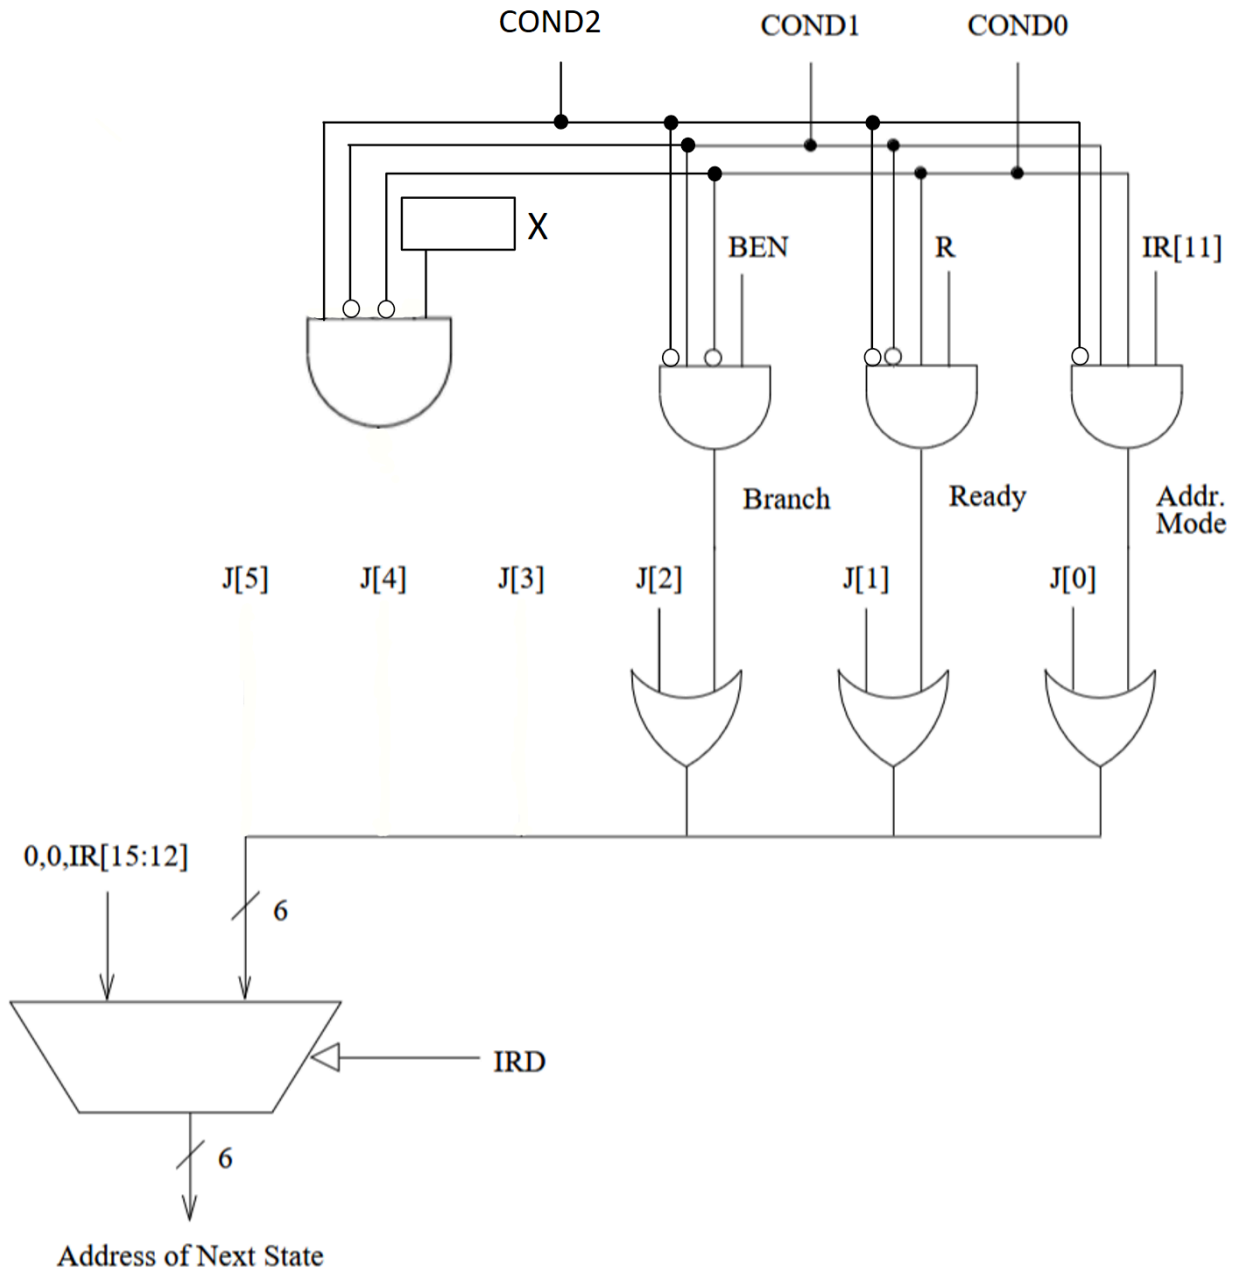 COND2
COND1
COND0
X
BEN
R
IR[11]
Branch
Ready
Addr.
Mode
J[5]
J[4]
J[3]
J[2]
J[1]
J[0]
0,0,IR[15:12]
6
IRD
6
Address of Next State